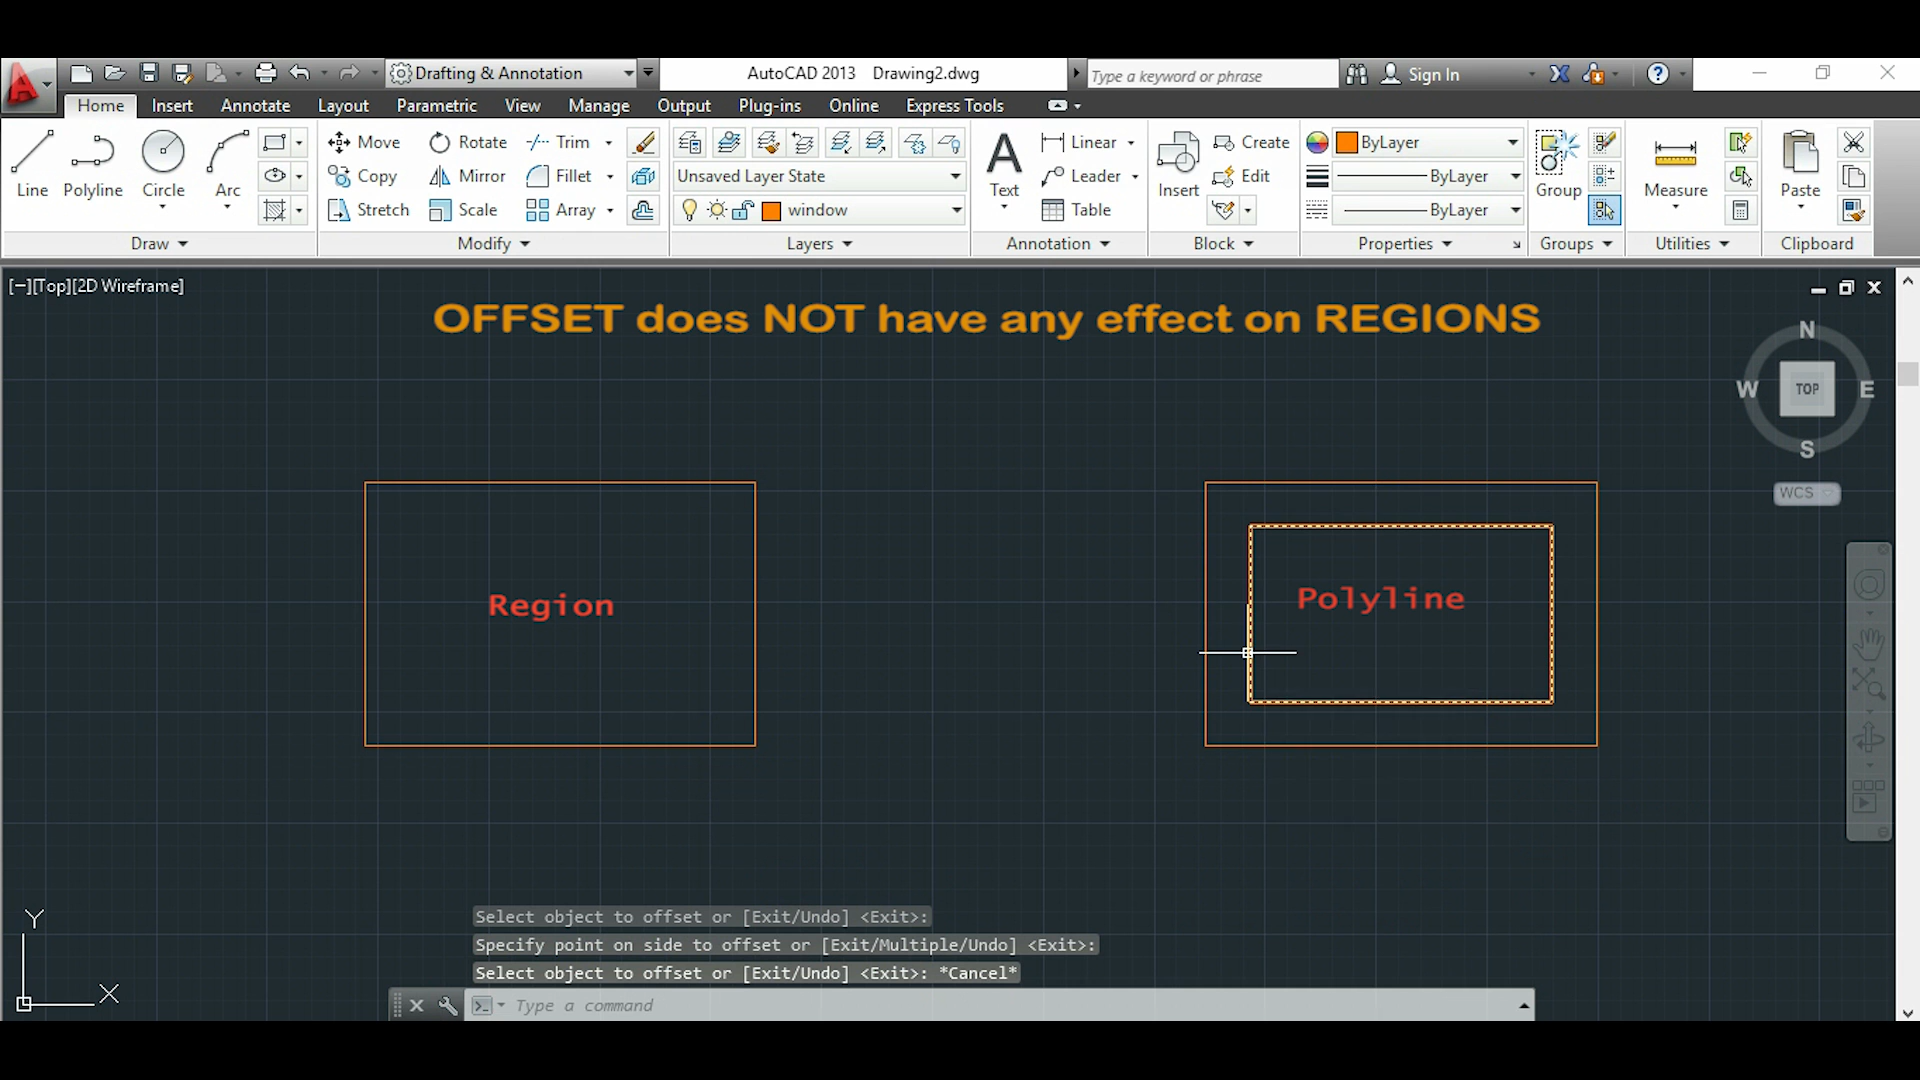 Drafting & Annotation
AutoCAD 2013 Drawing2.dwg
Type a keyword or phrase
Sign In
Home Insert Annotate Layout Parametric View Manage Output Plug-ins Online Express Tools
Line Polyline Circle Arc
Move Rotate Trim
Copy Mirror Fillet
Stretch Scale Array
Unsaved Layer State
window
Text
Linear
Leader
Table
Insert
Create
Edit
ByLayer
ByLayer
ByLayer
Group
Measure
Paste
Draw Modify Layers Annotation Block Properties Groups Utilities Clipboard
[−][Top][2D Wireframe]
OFFSET does NOT have any effect on REGIONS
N
W TOP E
S
WCS
Region
Polyline
Y
X
Select object to offset or [Exit/Undo] <Exit>:
Specify point on side to offset or [Exit/Multiple/Undo] <Exit>:
Select object to offset or [Exit/Undo] <Exit>: *Cancel*
Type a command